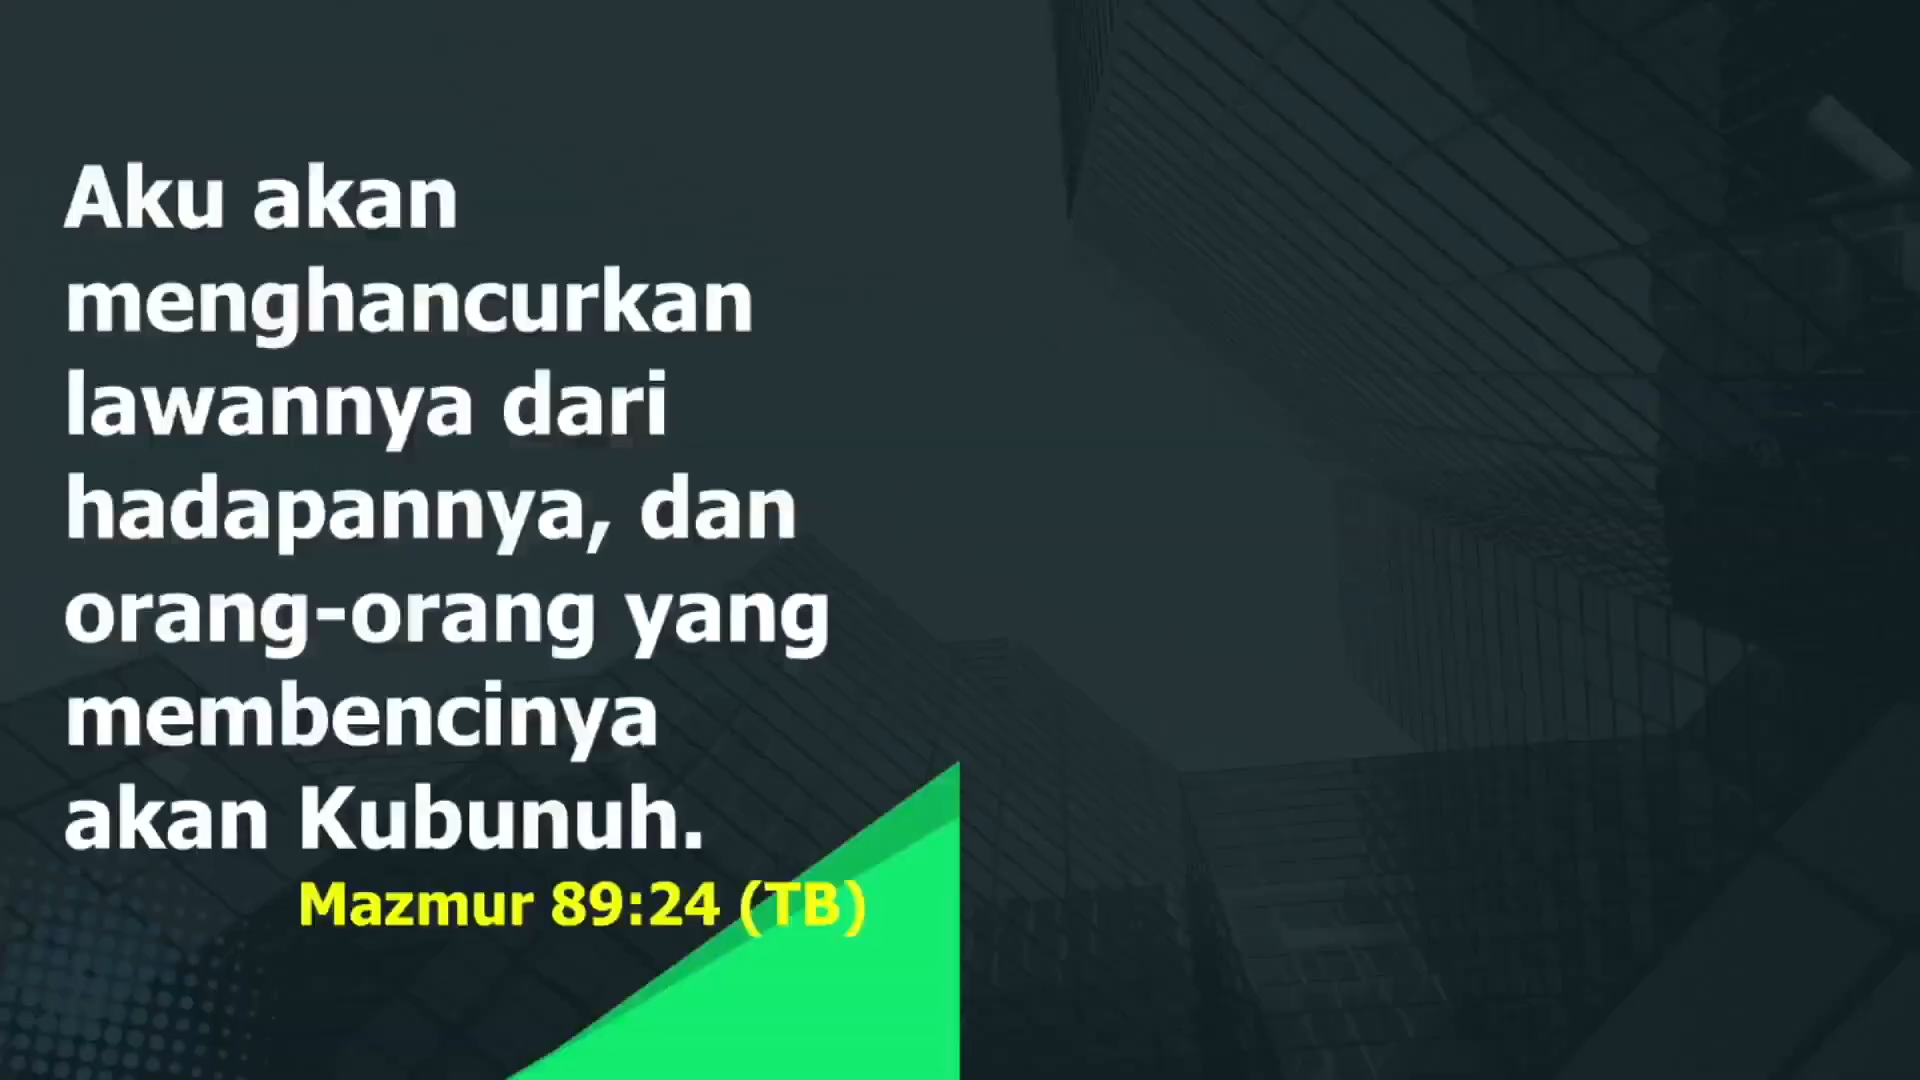 Aku akan
menghancurkan
lawannya dari
hadapannya, dan
orang-orang yang
membencinya
akan Kubunuh.
Mazmur 89:24 (TB)